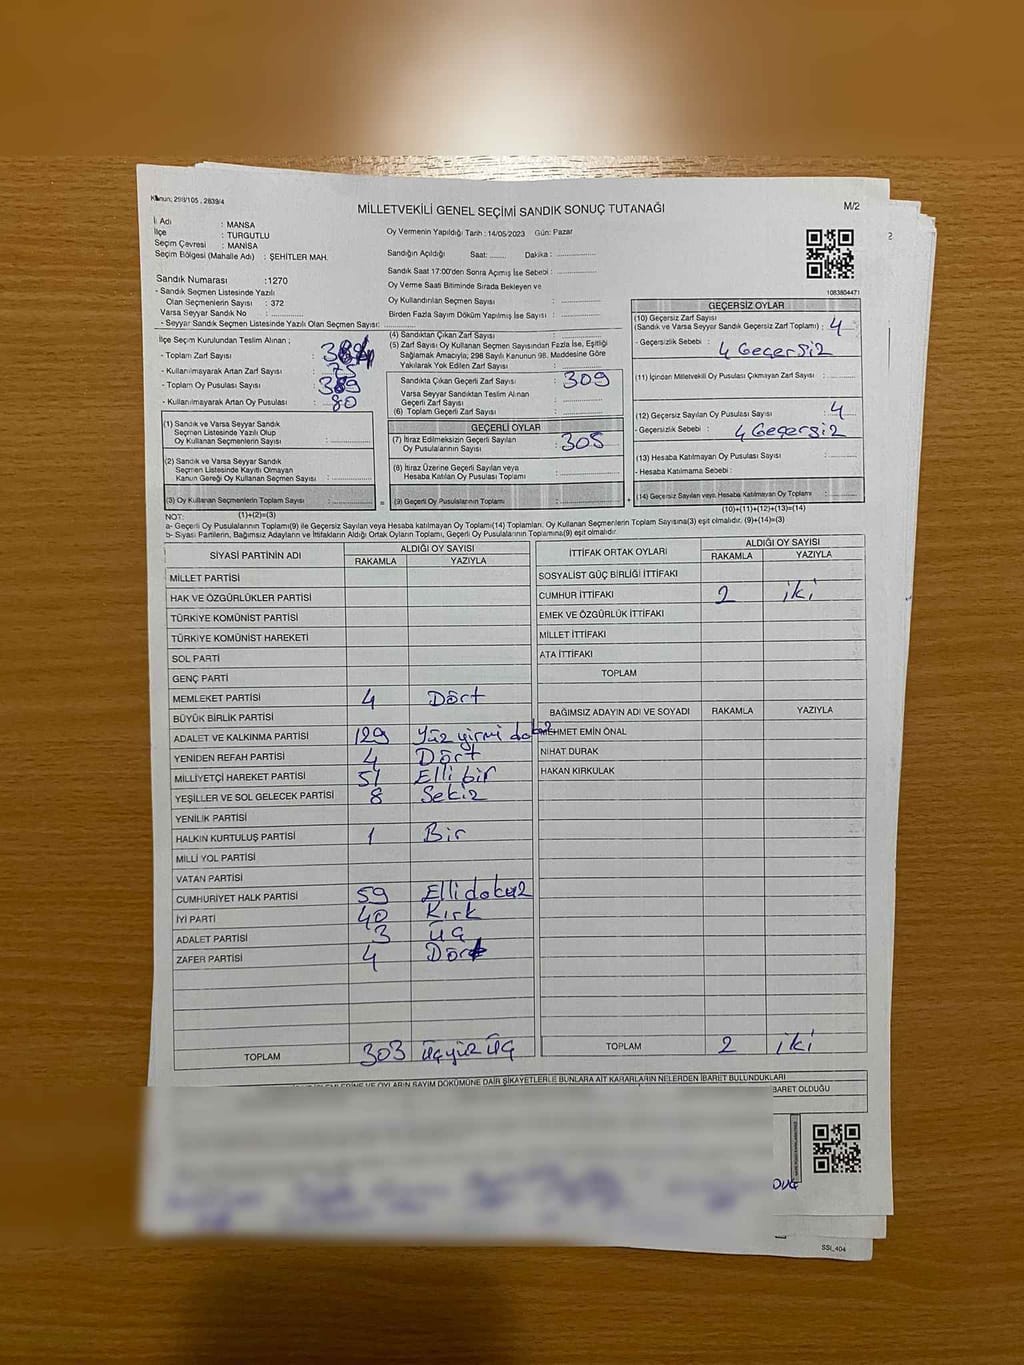 Kanun; 298/105 , 2839/4
MİLLETVEKİLİ GENEL SEÇİMİ SANDIK SONUÇ TUTANAĞI
M/2
İl Adı : MANSA
İlçe : TURGUTLU
Seçim Çevresi : MANİSA
Seçim Bölgesi (Mahalle Adı) : ŞEHİTLER MAH.
Sandık Numarası :1270
- Sandık Seçmen Listesinde Yazılı
Olan Seçmenlerin Sayısı : 372
Varsa Seyyar Sandık No :
- Seyyar Sandık Seçmen Listesinde Yazılı Olan Seçmen Sayısı:
Oy Vermenin Yapıldığı Tarih : 14/05/2023 Gün: Pazar
Sandığın Açıldığı Saat: Dakika :
Sandık Saat 17:00'den Sonra Açımış İse Sebebi :
Oy Verme Saati Bitiminde Sırada Bekleyen ve
Oy Kullandırılan Seçmen Sayısı :
Birden Fazla Sayım Döküm Yapılmış İse Sayısı :
1083804471
İlçe Seçim Kurulundan Teslim Alınan ;
- Toplam Zarf Sayısı :
- Kullanılmayarak Artan Zarf Sayısı : 75
- Toplam Oy Pusulası Sayısı : 389
- Kullanılmayarak Artan Oy Pusulası : 80
(1) Sandık ve Varsa Seyyar Sandık
Seçmen Listesinde Yazılı Olup
Oy Kullanan Seçmenlerin Sayısı :
(2) Sandık ve Varsa Seyyar Sandık
Seçmen Listesinde Kayıtlı Olmayan
Kanun Gereği Oy Kullanan Seçmen Sayısı :
(3) Oy Kullanan Seçmenlerin Toplam Sayısı :
(4) Sandıktan Çıkan Zarf Sayısı :
(5) Zarf Sayısı Oy Kullanan Seçmen Sayısından Fazla İse, Eşitliği
Sağlamak Amacıyla; 298 Sayılı Kanunun 98. Maddesine Göre
Yakılarak Yok Edilen Zarf Sayısı :
Sandıkta Çıkan Geçerli Zarf Sayısı : 309
Varsa Seyyar Sandıktan Teslim Alınan
Geçerli Zarf Sayısı :
(6) Toplam Geçerli Zarf Sayısı :
GEÇERLİ OYLAR
(7) İtiraz Edilmeksizin Geçerli Sayılan
Oy Pusulalarının Sayısı : 305
(8) İtiraz Üzerine Geçerli Sayılan veya
Hesaba Katılan Oy Pusulası Toplamı :
= (9) Geçerli Oy Pusulalarının Toplamı :
GEÇERSİZ OYLAR
(10) Geçersiz Zarf Sayısı
(Sandık ve Varsa Seyyar Sandık Geçersiz Zarf Toplamı) : 4
- Geçersizlik Sebebi :
4 Geçersiz
(11) İçinden Milletvekili Oy Pusulası Çıkmayan Zarf Sayısı :
(12) Geçersiz Sayılan Oy Pusulası Sayısı : 4
- Geçersizlik Sebebi : 4 Geçersiz
(13) Hesaba Katılmayan Oy Pusulası Sayısı :
- Hesaba Katılmama Sebebi :
+ (14) Geçersiz Sayılan veya Hesaba Katılmayan Oy Toplamı :
NOT: (1)+(2)=(3)
(10)+(11)+(12)+(13)=(14)
a- Geçerli Oy Pusulalarının Toplamı(9) ile Geçersiz Sayılan veya Hesaba katılmayan Oy Toplamı(14) Toplamları, Oy Kullanan Seçmenlerin Toplam Sayısına(3) eşit olmalıdır. (9)+(14)=(3)
b- Siyasi Partilerin, Bağımsız Adayların ve İttifakların Aldığı Ortak Oyların Toplamı, Geçerli Oy Pusulalarının Toplamına(9) eşit olmalıdır.
SİYASİ PARTİNİN ADI ALDIĞI OY SAYISI
RAKAMLA YAZIYLA
MİLLET PARTİSİ
HAK VE ÖZGÜRLÜKLER PARTİSİ
TÜRKİYE KOMÜNİST PARTİSİ
TÜRKİYE KOMÜNİST HAREKETİ
SOL PARTİ
GENÇ PARTİ
MEMLEKET PARTİSİ 4 Dört
BÜYÜK BİRLİK PARTİSİ
ADALET VE KALKINMA PARTİSİ 129 Yüz yirmi dokuz
YENİDEN REFAH PARTİSİ 4 Dört
MİLLİYETÇİ HAREKET PARTİSİ 51 Elli bir
YEŞİLLER VE SOL GELECEK PARTİSİ 8 Sekiz
YENİLİK PARTİSİ
HALKIN KURTULUŞ PARTİSİ 1 Bir
MİLLİ YOL PARTİSİ
VATAN PARTİSİ
CUMHURİYET HALK PARTİSİ 59 Elli dokuz
İYİ PARTİ 40 Kırk
ADALET PARTİSİ 3 üç
ZAFER PARTİSİ 4 Dört
TOPLAM 303 üçyüz üç
İTTİFAK ORTAK OYLARI ALDIĞI OY SAYISI
RAKAMLA YAZIYLA
SOSYALİST GÜÇ BİRLİĞİ İTTİFAKI
CUMHUR İTTİFAKI 2 iki
EMEK VE ÖZGÜRLÜK İTTİFAKI
MİLLET İTTİFAKI
ATA İTTİFAKI
TOPLAM
BAĞIMSIZ ADAYIN ADI VE SOYADI RAKAMLA YAZIYLA
MEHMET EMİN ÖNAL
NİHAT DURAK
HAKAN KIRKULAK
TOPLAM 2 iki
OYLARIN SAYIM DÖKÜMÜNE DAİR ŞİKAYETLERLE BUNLARA AİT KARARLARIN NELERDEN İBARET BULUNDUKLARI
İBARET OLDUĞU
SSİ_404